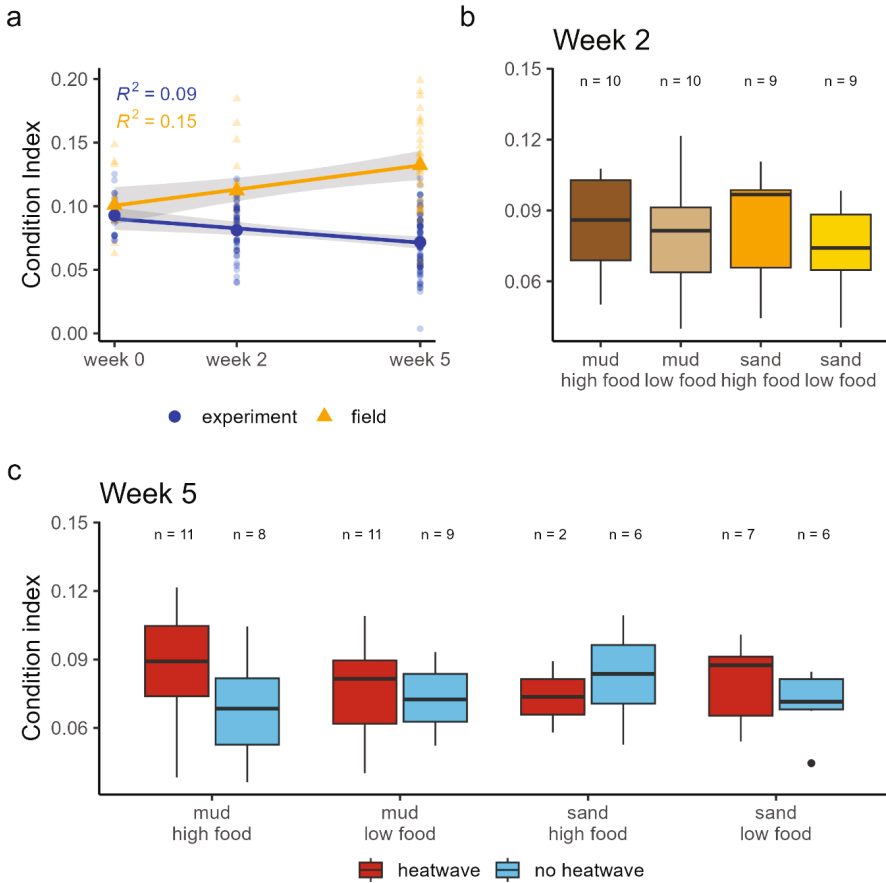 a
0.20
0.15
0.10
0.05
0.00
Condition Index
R² = 0.09
R² = 0.15
week 0
week 2
week 5
experiment
field
b
Week 2
0.15
0.12
0.09
0.06
n = 10
n = 10
n = 9
n = 9
mud
high food
mud
low food
sand
high food
sand
low food
c
Week 5
0.15
0.12
0.09
0.06
Condition index
n = 11
n = 8
n = 11
n = 9
n = 2
n = 6
n = 7
n = 6
mud
high food
mud
low food
sand
high food
sand
low food
heatwave
no heatwave